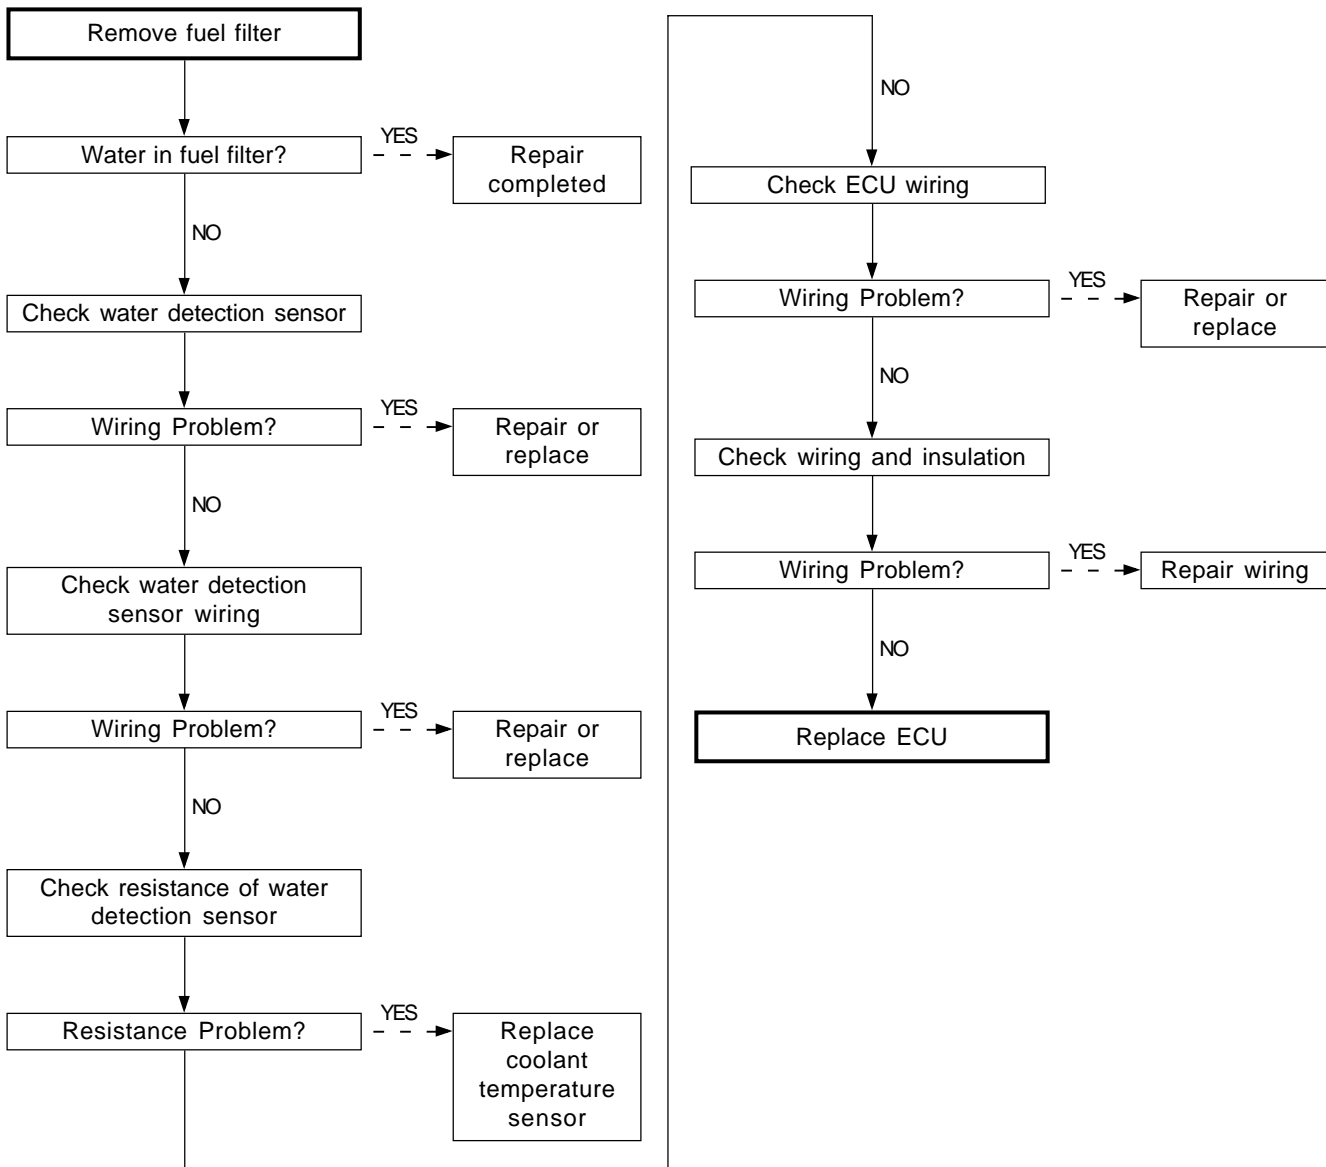 Remove fuel filter
Water in fuel filter?
YES
Repair
completed
NO
Check water detection sensor
Wiring Problem?
YES
Repair or
replace
NO
Check water detection
sensor wiring
Wiring Problem?
YES
Repair or
replace
NO
Check resistance of water
detection sensor
Resistance Problem?
YES
Replace
coolant
temperature
sensor
NO
Check ECU wiring
Wiring Problem?
YES
Repair or
replace
NO
Check wiring and insulation
Wiring Problem?
YES
Repair wiring
NO
Replace ECU